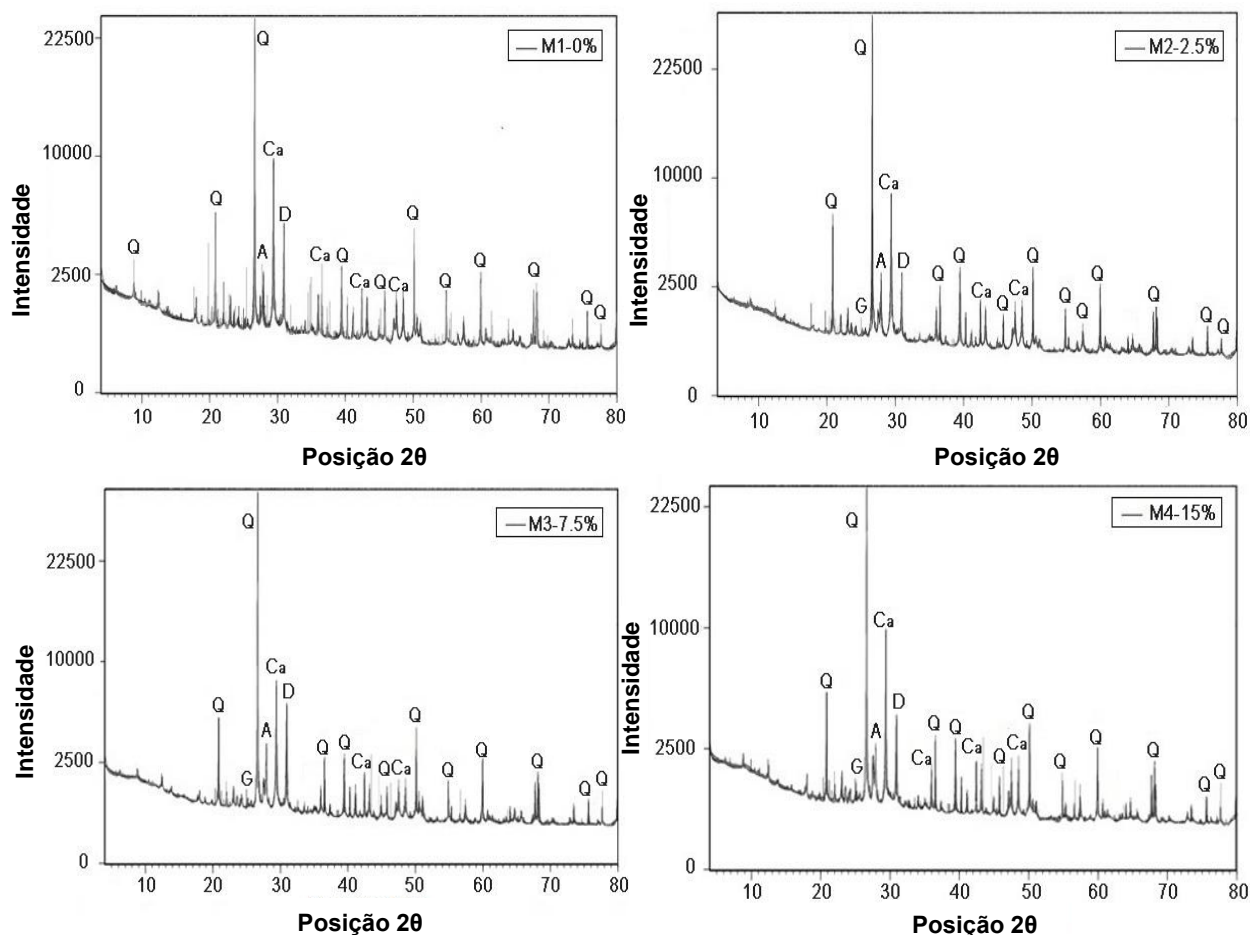 Intensidade
22500
10000
2500
0
M1-0%
Q
Q
Q
A
Ca
D
Ca
Q
Ca
Q
Ca
Q
Q
Q
Q
Q
Q
10 20 30 40 50 60 70 80
Posição 2θ
Intensidade
22500
10000
2500
0
M2-2.5%
Q
Q
G
Ca
A
D
Q
Q
Ca
Q
Ca
Q
Q
Q
Q
Q
Q
Q
10 20 30 40 50 60 70 80
Posição 2θ
Intensidade
22500
10000
2500
0
M3-7.5%
Q
Q
G
A
Ca
D
Q
Q
Ca
Q
Ca
Q
Q
Q
Q
Q
Q
10 20 30 40 50 60 70 80
Posição 2θ
Intensidade
22500
10000
2500
0
M4-15%
Q
Q
G
A
Ca
D
Ca
Q
Q
Ca
Q
Ca
Q
Q
Q
Q
Q
Q
10 20 30 40 50 60 70 80
Posição 2θ